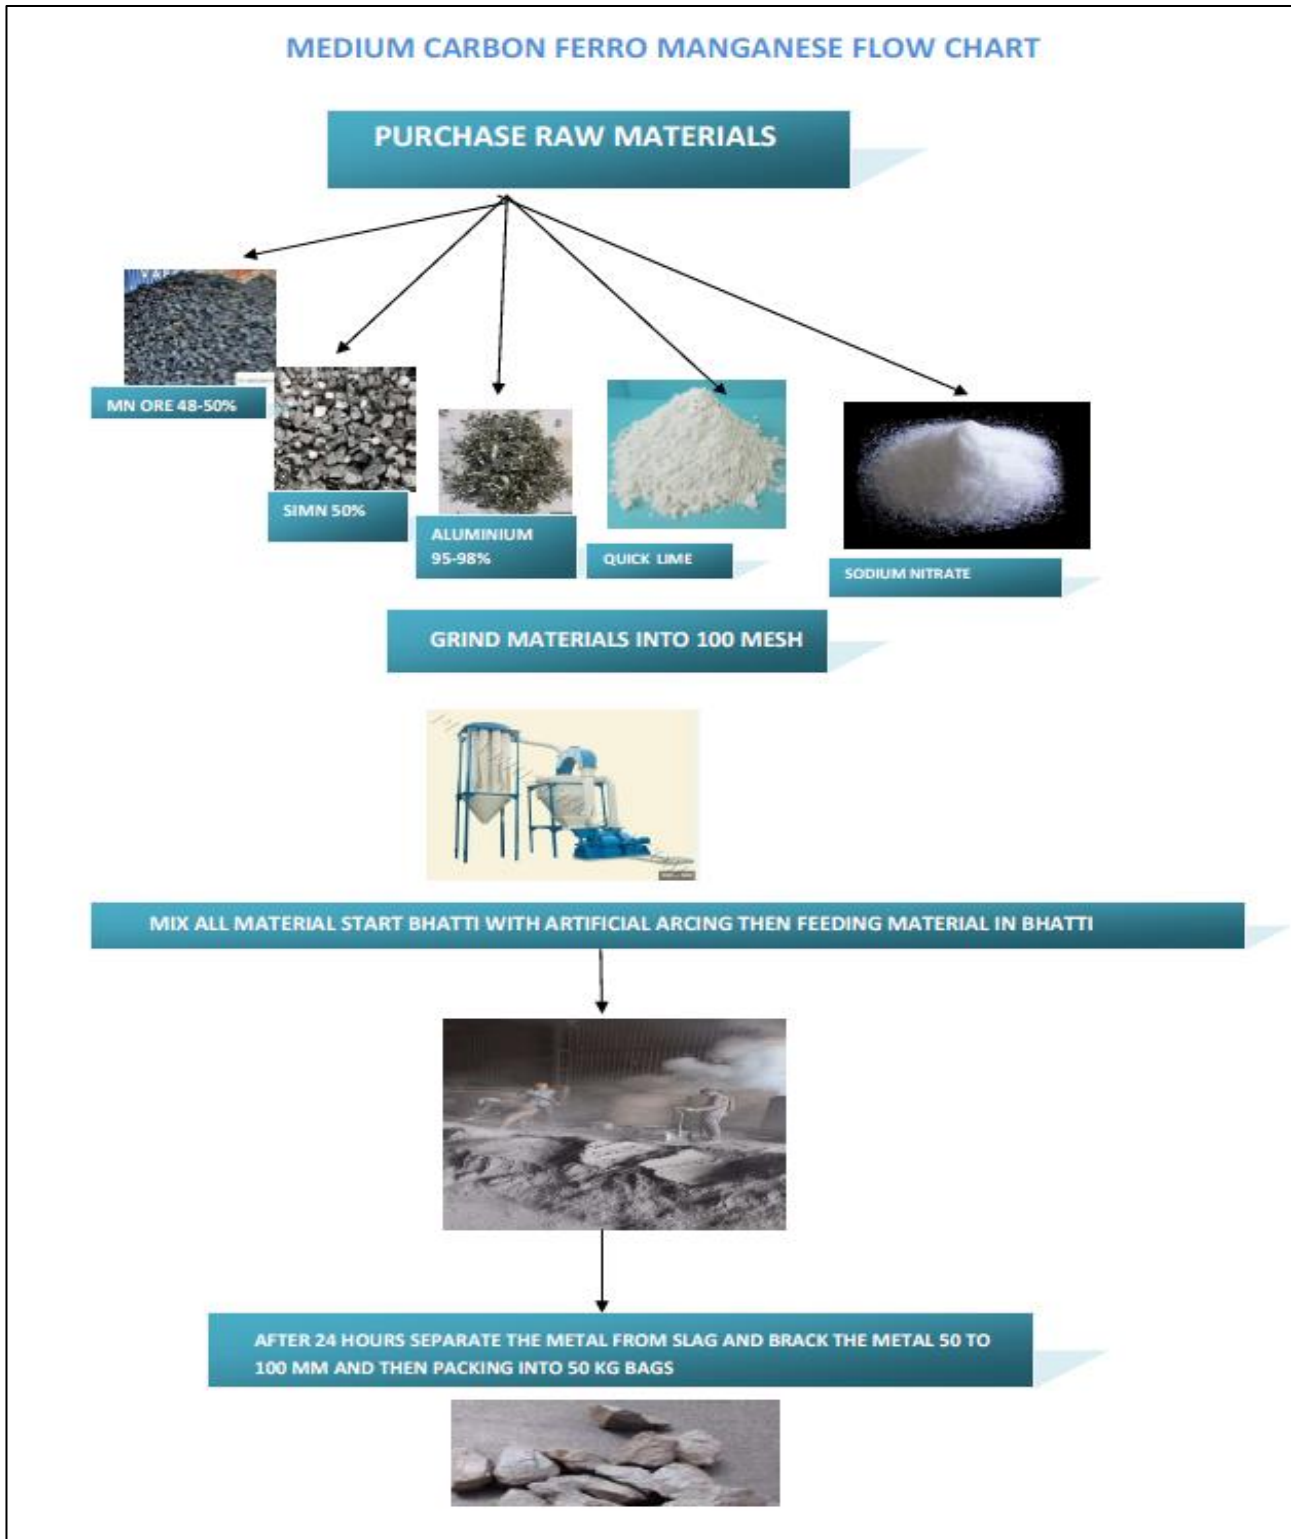 MEDIUM CARBON FERRO MANGANESE FLOW CHART
PURCHASE RAW MATERIALS
MN ORE 48-50%
SIMN 50%
ALUMINIUM
95-98%
QUICK LIME
SODIUM NITRATE
GRIND MATERIALS INTO 100 MESH
MIX ALL MATERIAL START BHATTI WITH ARTIFICIAL ARCING THEN FEEDING MATERIAL IN BHATTI
AFTER 24 HOURS SEPARATE THE METAL FROM SLAG AND BRACK THE METAL 50 TO
100 MM AND THEN PACKING INTO 50 KG BAGS